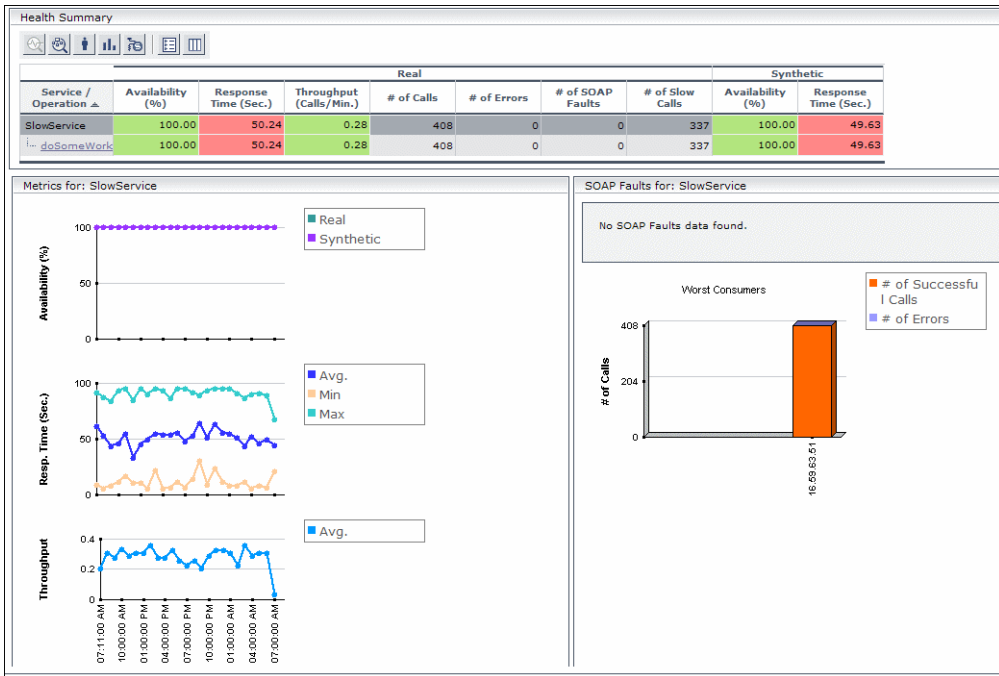 Health Summary
Real Synthetic
Service / Operation Availability (%) Response Time (Sec.) Throughput (Calls/Min.) # of Calls # of Errors # of SOAP Faults # of Slow Calls Availability (%) Response Time (Sec.)
SlowService 100.00 50.24 0.28 408 0 0 337 100.00 49.63
doSomeWork 100.00 50.24 0.28 408 0 0 337 100.00 49.63
Metrics for: SlowService
Availability (%)
100
50
0
Real
Synthetic
Resp. Time (Sec.)
100
50
0
Avg.
Min
Max
Throughput
0.4
0.2
0
Avg.
07:11:00 AM
10:00:00 AM
01:00:00 PM
04:00:00 PM
07:00:00 PM
10:00:00 PM
01:00:00 AM
04:00:00 AM
07:00:00 AM
SOAP Faults for: SlowService
No SOAP Faults data found.
Worst Consumers
# of Successfu
l Calls
# of Errors
# of Calls
408
204
0
16.59.63.51